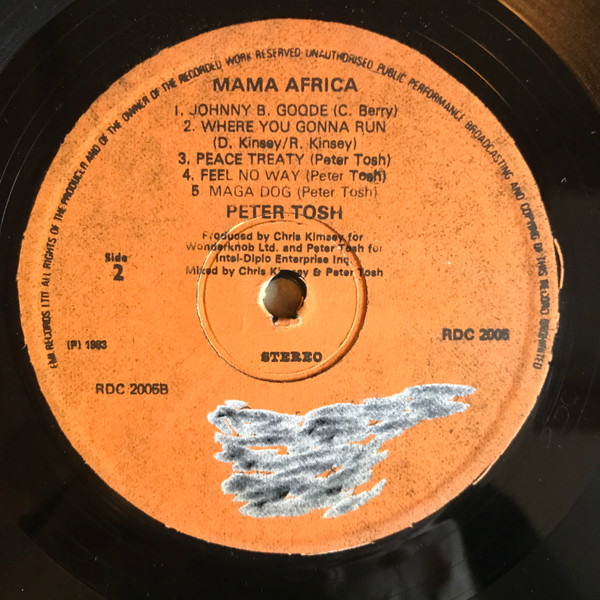 EMI RECORDS LTD ALL RIGHTS OF THE PRODUCER AND OF THE OWNER OF THE RECORDED WORK RESERVED UNAUTHORISED PUBLIC PERFORMANCE BROADCASTING AND COPYING OF THIS RECORD PROHIBITED
MAMA AFRICA
1. JOHNNY B. GOODE (C. Berry)
2. WHERE YOU GONNA RUN
(D. Kinsey/R. Kinsey)
3. PEACE TREATY (Peter Tosh)
4. FEEL NO WAY (Peter Tosh)
5 MAGA DOG (Peter Tosh)
PETER TOSH
Side
2
Produced by Chris Kimsey for
Wonderknob Ltd. and Peter Tosh for
Intel-Diplo Enterprise Inc.
Mixed by Chris Kimsey & Peter Tosh
(P) 1983
STEREO
RDC 2005
RDC 2005B